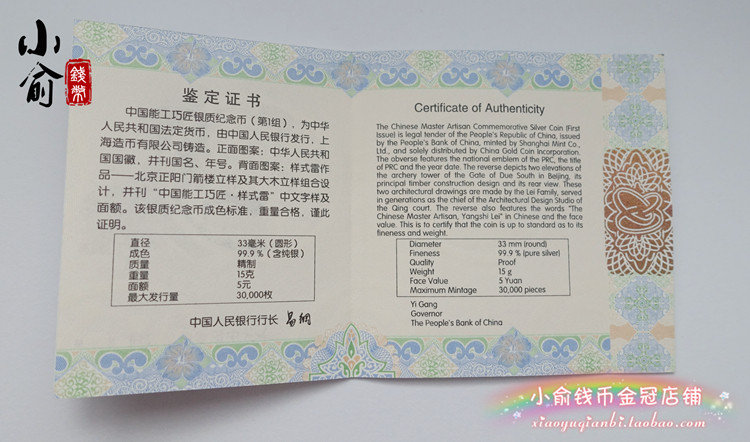 小俞
錢幣
鉴定证书
中国能工巧匠银质纪念币（第1组），为中华
人民共和国法定货币，由中国人民银行发行，上
海造币有限公司铸造。正面图案：中华人民共和
国国徽，并刊国名、年号。背面图案：样式雷作
品——北京正阳门箭楼立样及其大木立样组合设
计，并刊“中国能工巧匠·样式雷”中文字样及
面额。该银质纪念币成色标准，重量合格，谨此
证明。
直径 33毫米（圆形）
成色 99.9％（含纯银）
质量 精制
重量 15克
面额 5元
最大发行量 30,000枚
中国人民银行行长 易纲
Certificate of Authenticity
The Chinese Master Artisan Commemorative Silver Coin (First
Issue) is legal tender of the People's Republic of China, issued
by the People's Bank of China, minted by Shanghai Mint Co.,
Ltd., and solely distributed by China Gold Coin Incorporation.
The obverse features the national emblem of the PRC, the title
of PRC and the year date. The reverse depicts two elevations of
the archery tower of the Gate of Due South in Beijing, its
principal timber construction design and its rear view. These
two architectural drawings are made by the Lei Family, served
in generations as the chief of the Architectural Design Studio of
the Qing court. The reverse also features the words "The
Chinese Master Artisan, Yangshi Lei" in Chinese and the face
value. This is to certify that the coin is up to standard as to its
fineness and weight.
Diameter 33 mm (round)
Fineness 99.9 % (pure silver)
Quality Proof
Weight 15 g
Face Value 5 Yuan
Maximum Mintage 30,000 pieces
Yi Gang
Governor
The People's Bank of China
小俞钱币金冠店铺
xiaoyuqianbi.taobao.com